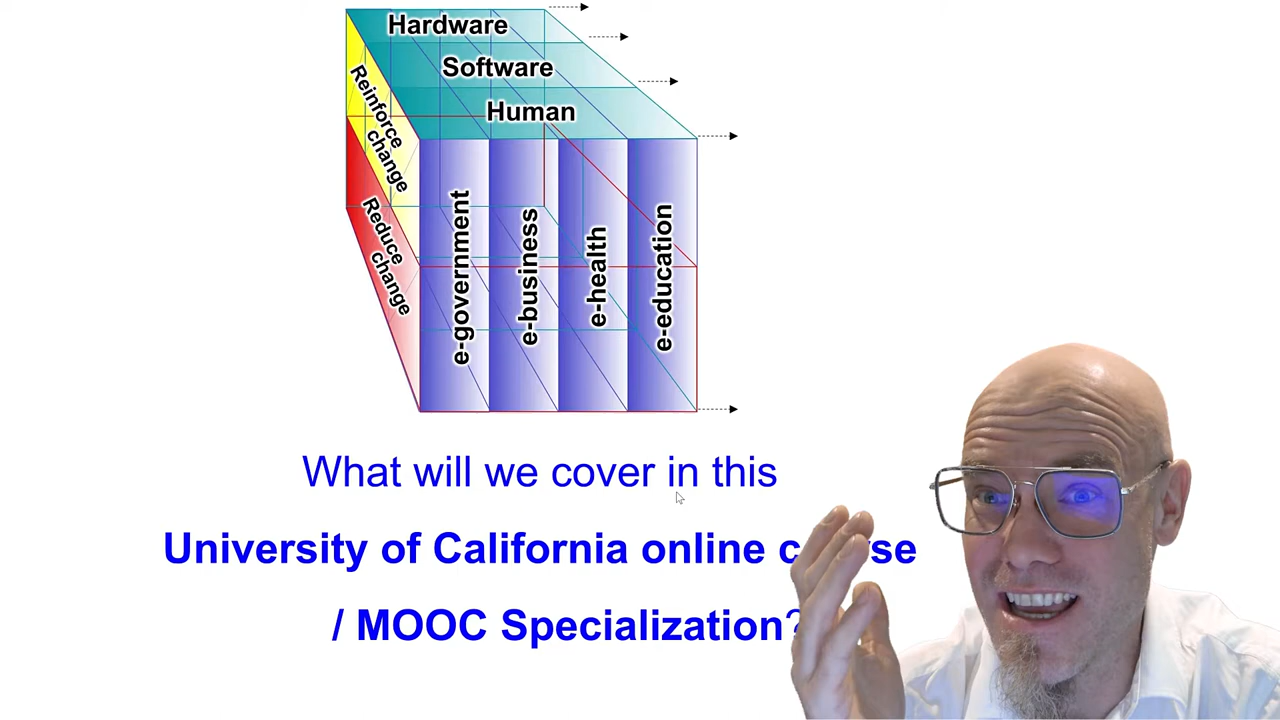 Hardware
Software
Human
Reinforce
change
Reduce
change
e-government
e-business
e-health
e-education
What will we cover in this
University of California online
/ MOOC Specialization?